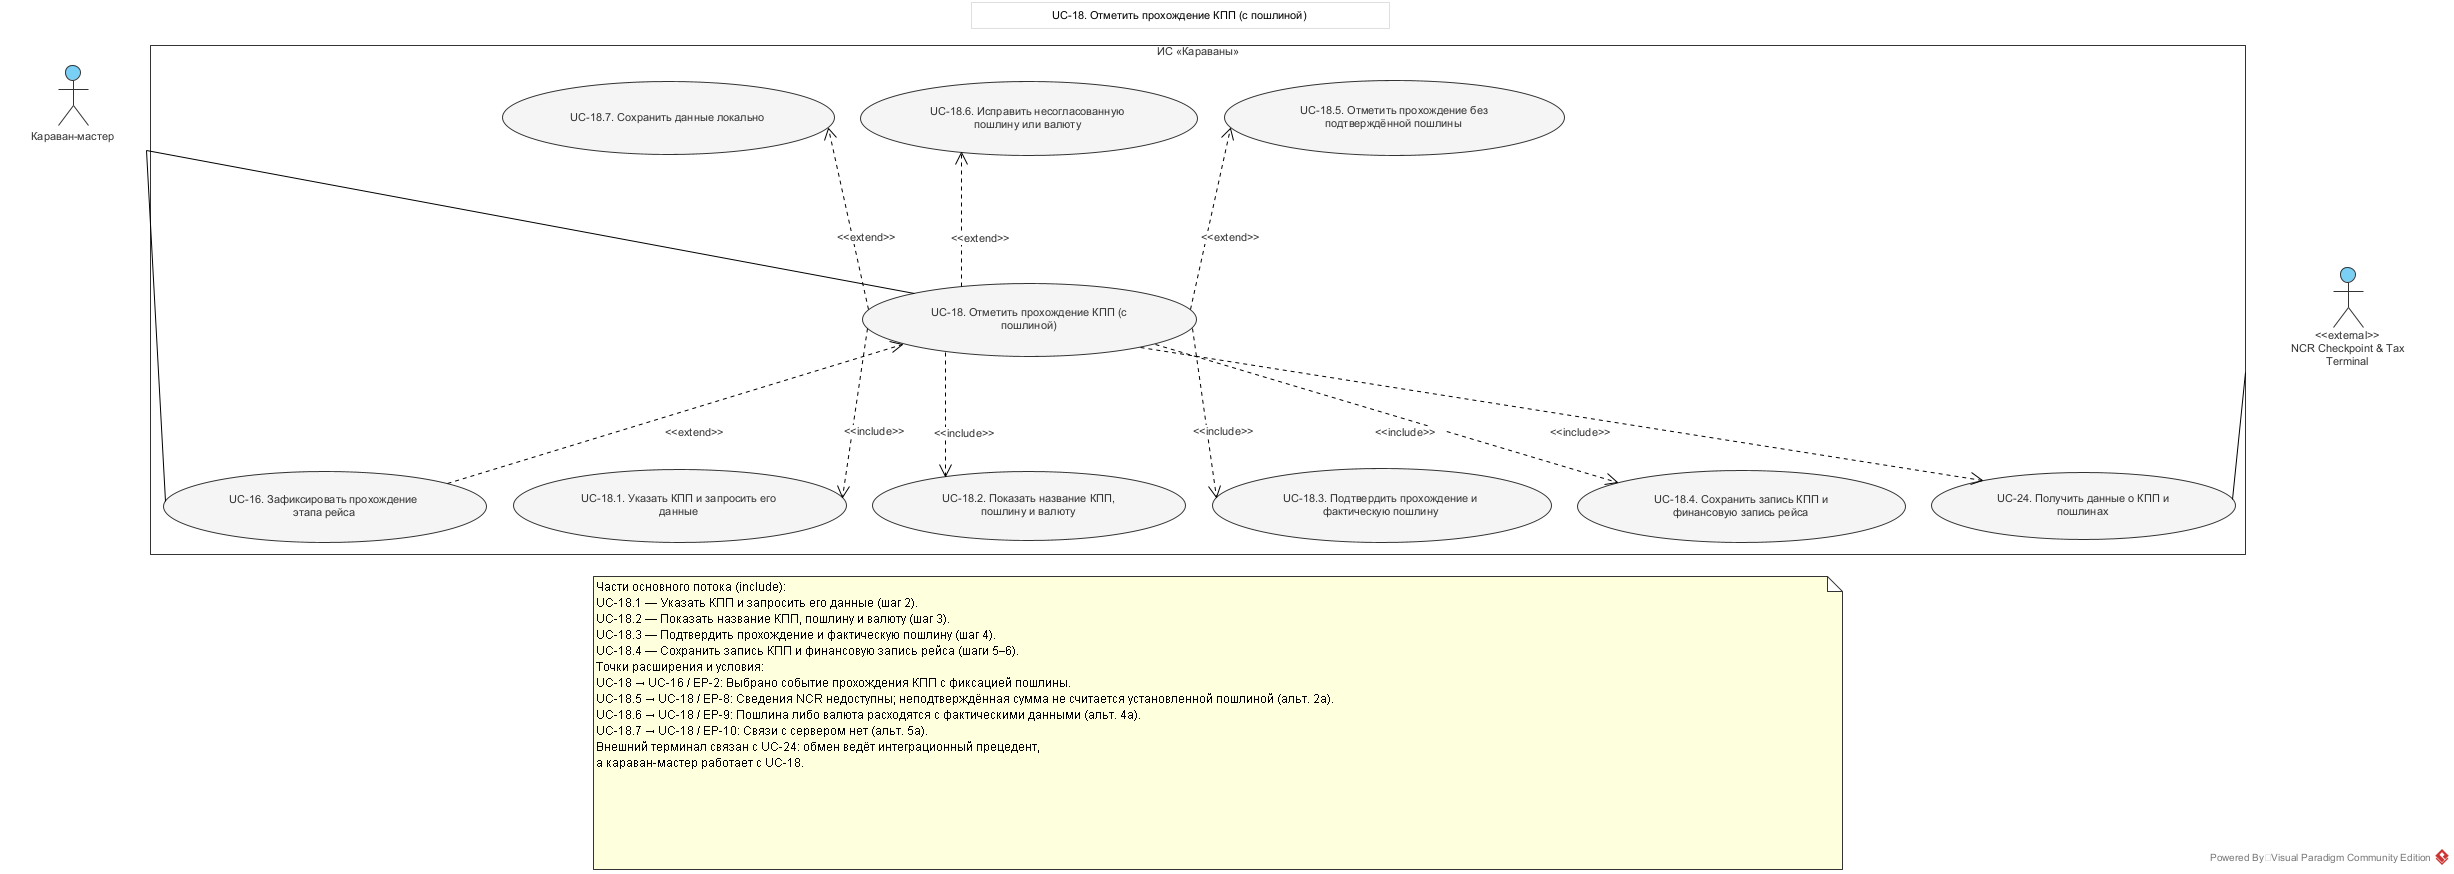 UC-18. Отметить прохождение КПП (с пошлиной)
ИС «Караваны»
Караван-мастер
UC-18.7. Сохранить данные локально
UC-18.6. Исправить несогласованную
пошлину или валюту
UC-18.5. Отметить прохождение без
подтверждённой пошлины
<<extend>>
<<extend>>
<<extend>>
UC-18. Отметить прохождение КПП (с
пошлиной)
<<external>>
NCR Checkpoint & Tax
Terminal
<<extend>>
<<include>>
<<include>>
<<include>>
<<include>>
<<include>>
UC-16. Зафиксировать прохождение
этапа рейса
UC-18.1. Указать КПП и запросить его
данные
UC-18.2. Показать название КПП,
пошлину и валюту
UC-18.3. Подтвердить прохождение и
фактическую пошлину
UC-18.4. Сохранить запись КПП и
финансовую запись рейса
UC-24. Получить данные о КПП и
пошлинах
Части основного потока (include):
UC-18.1 — Указать КПП и запросить его данные (шаг 2).
UC-18.2 — Показать название КПП, пошлину и валюту (шаг 3).
UC-18.3 — Подтвердить прохождение и фактическую пошлину (шаг 4).
UC-18.4 — Сохранить запись КПП и финансовую запись рейса (шаги 5–6).
Точки расширения и условия:
UC-18 → UC-16 / EP-2: Выбрано событие прохождения КПП с фиксацией пошлины.
UC-18.5 → UC-18 / EP-8: Сведения NCR недоступны; неподтверждённая сумма не считается установленной пошлиной (альт. 2а).
UC-18.6 → UC-18 / EP-9: Пошлина либо валюта расходятся с фактическими данными (альт. 4а).
UC-18.7 → UC-18 / EP-10: Связи с сервером нет (альт. 5а).
Внешний терминал связан с UC-24: обмен ведёт интеграционный прецедент,
а караван-мастер работает с UC-18.
Powered By Visual Paradigm Community Edition